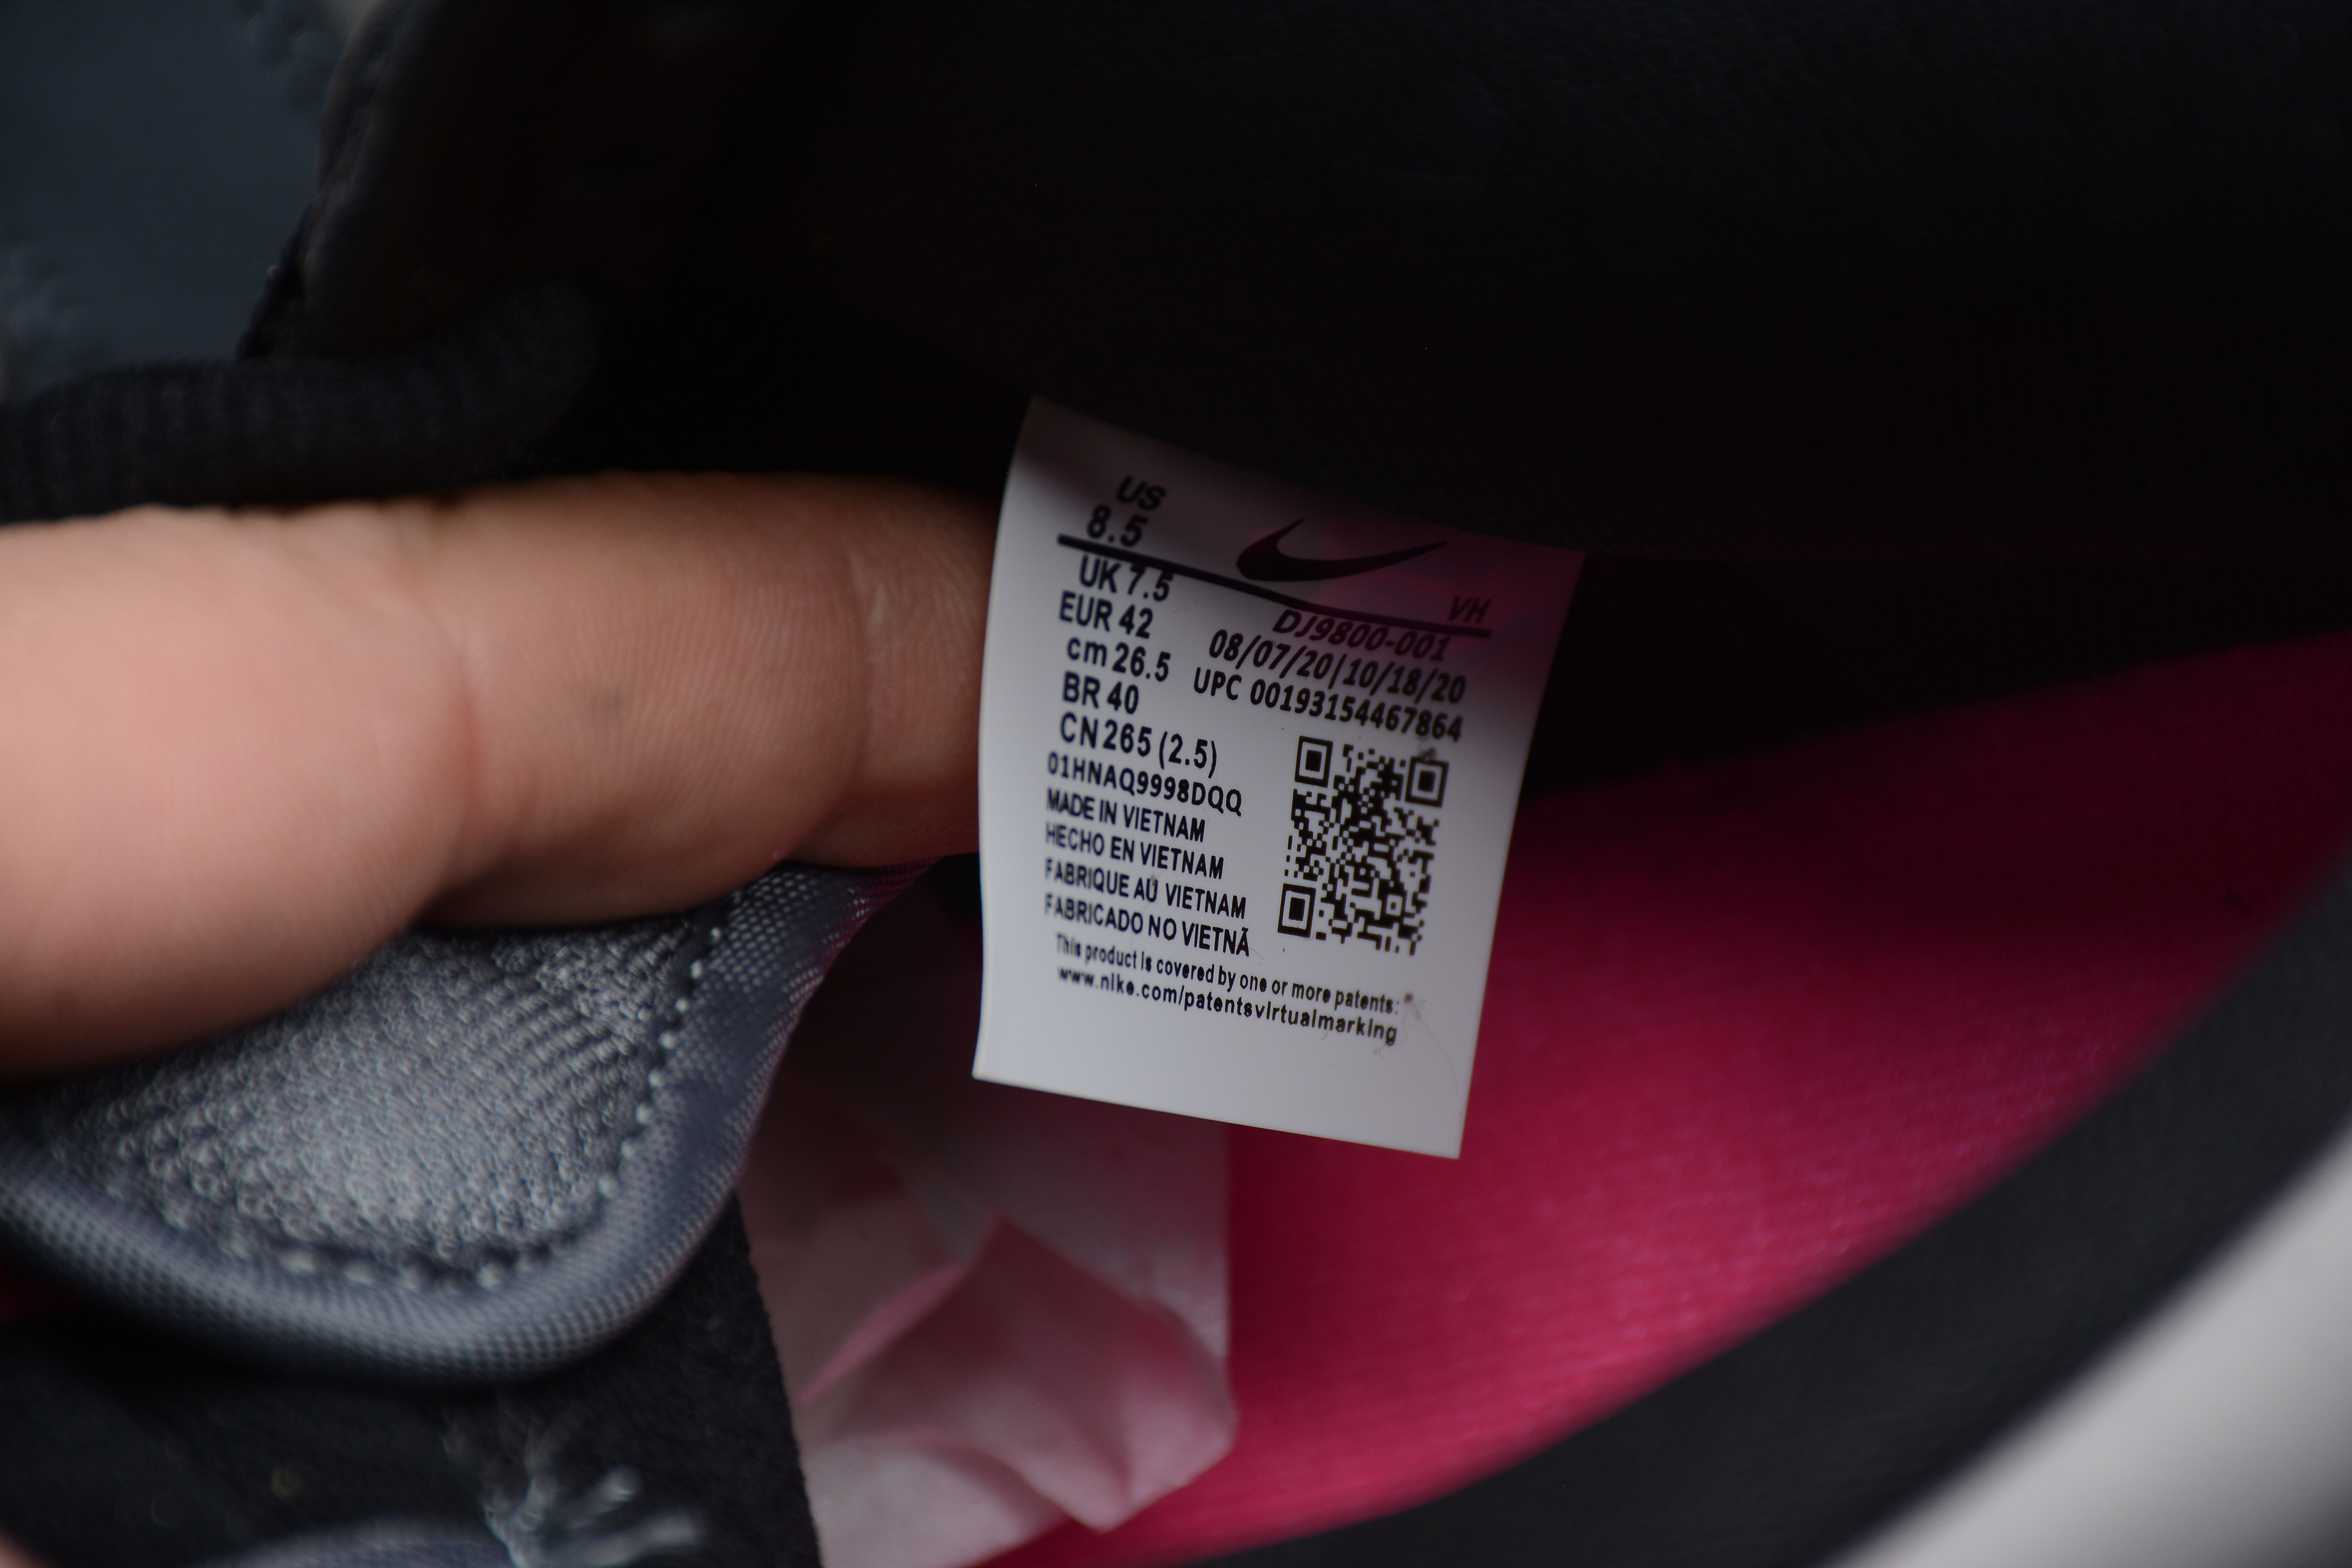 US
8.5
VH
UK 7.5
DJ9800-001
EUR 42
08/07/20|10/18/20
cm 26.5
UPC 00193154467864
BR 40
CN 265 (2.5)
01HNAQ9998DQQ
MADE IN VIETNAM
HECHO EN VIETNAM
FABRIQUE AU VIETNAM
FABRICADO NO VIETNÃ
This product is covered by one or more patents:
www.nike.com/patentsvirtualmarking